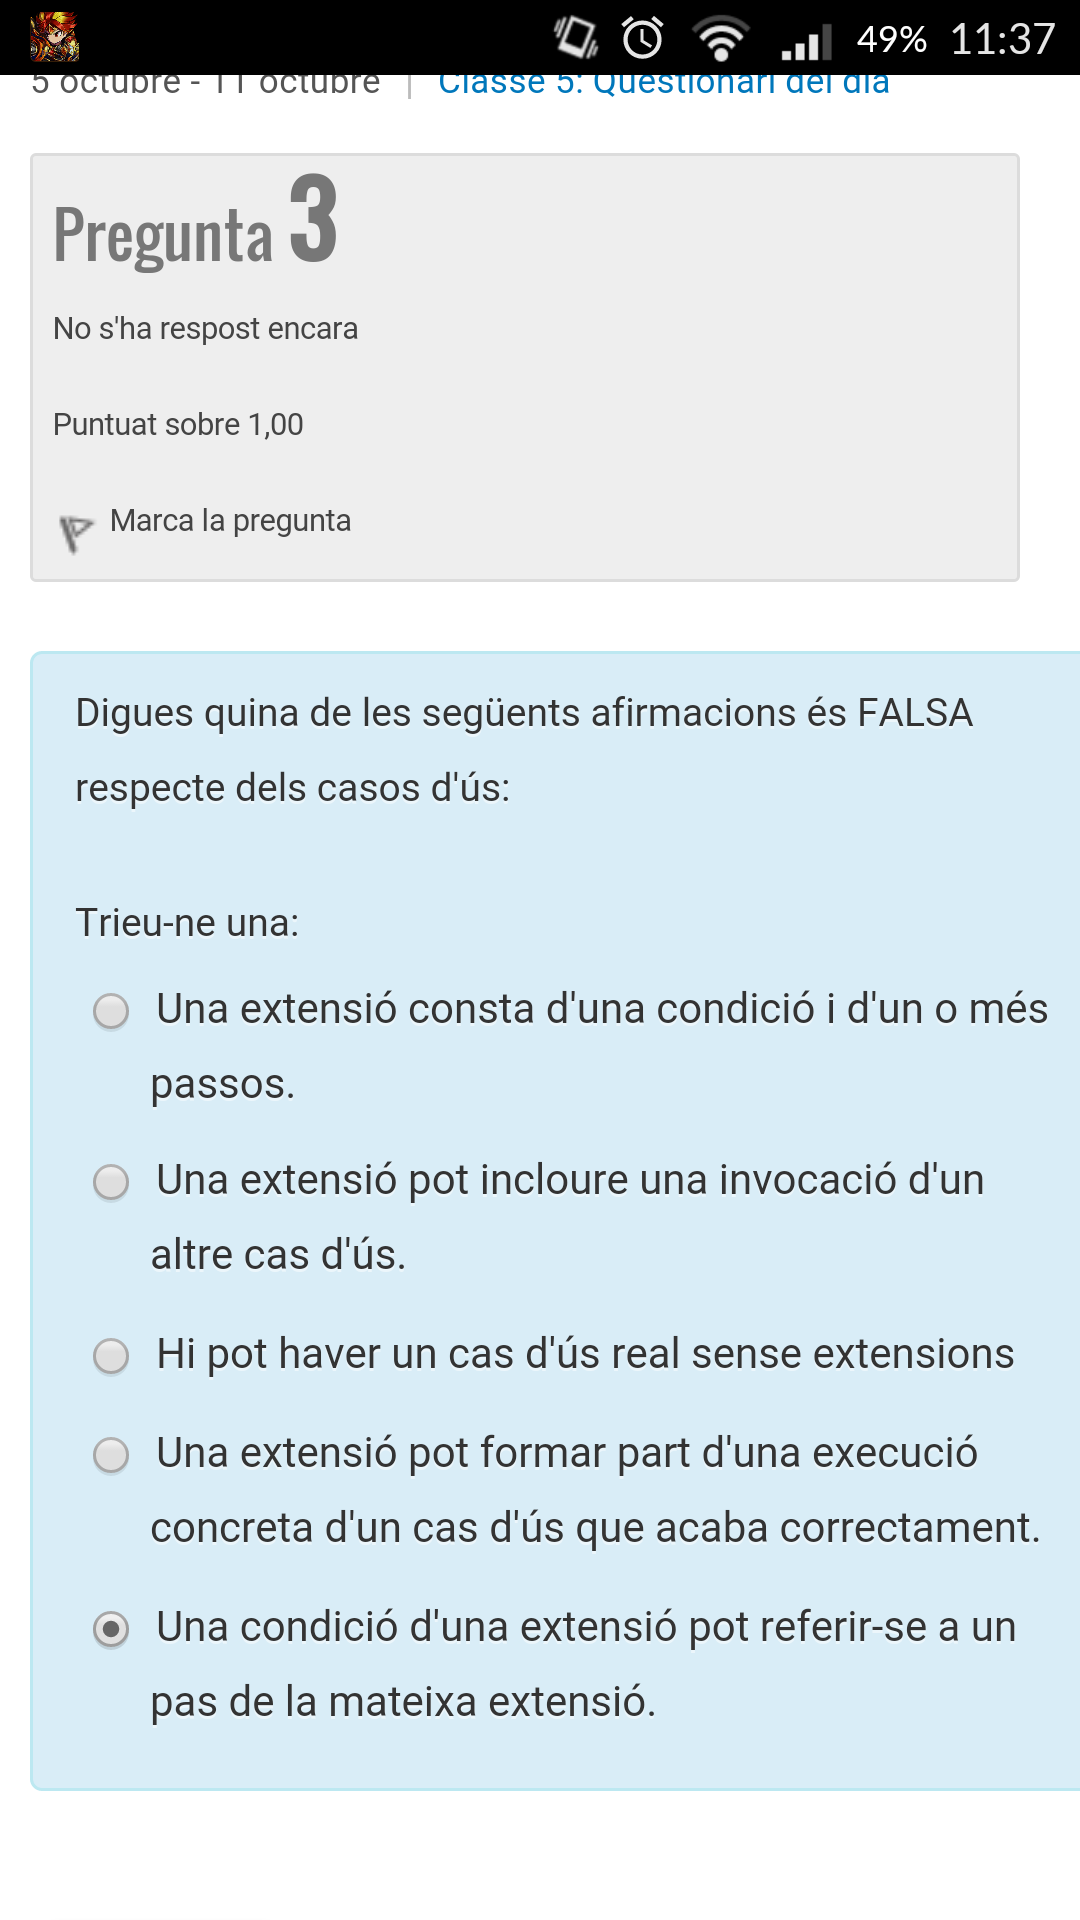 49% 11:37
5 octubre - 11 octubre | Classe 5: Qüestionari del dia
Pregunta 3
No s'ha respost encara
Puntuat sobre 1,00
Marca la pregunta
Digues quina de les següents afirmacions és FALSA
respecte dels casos d'ús:
Trieu-ne una:
Una extensió consta d'una condició i d'un o més
passos.
Una extensió pot incloure una invocació d'un
altre cas d'ús.
Hi pot haver un cas d'ús real sense extensions
Una extensió pot formar part d'una execució
concreta d'un cas d'ús que acaba correctament.
Una condició d'una extensió pot referir-se a un
pas de la mateixa extensió.